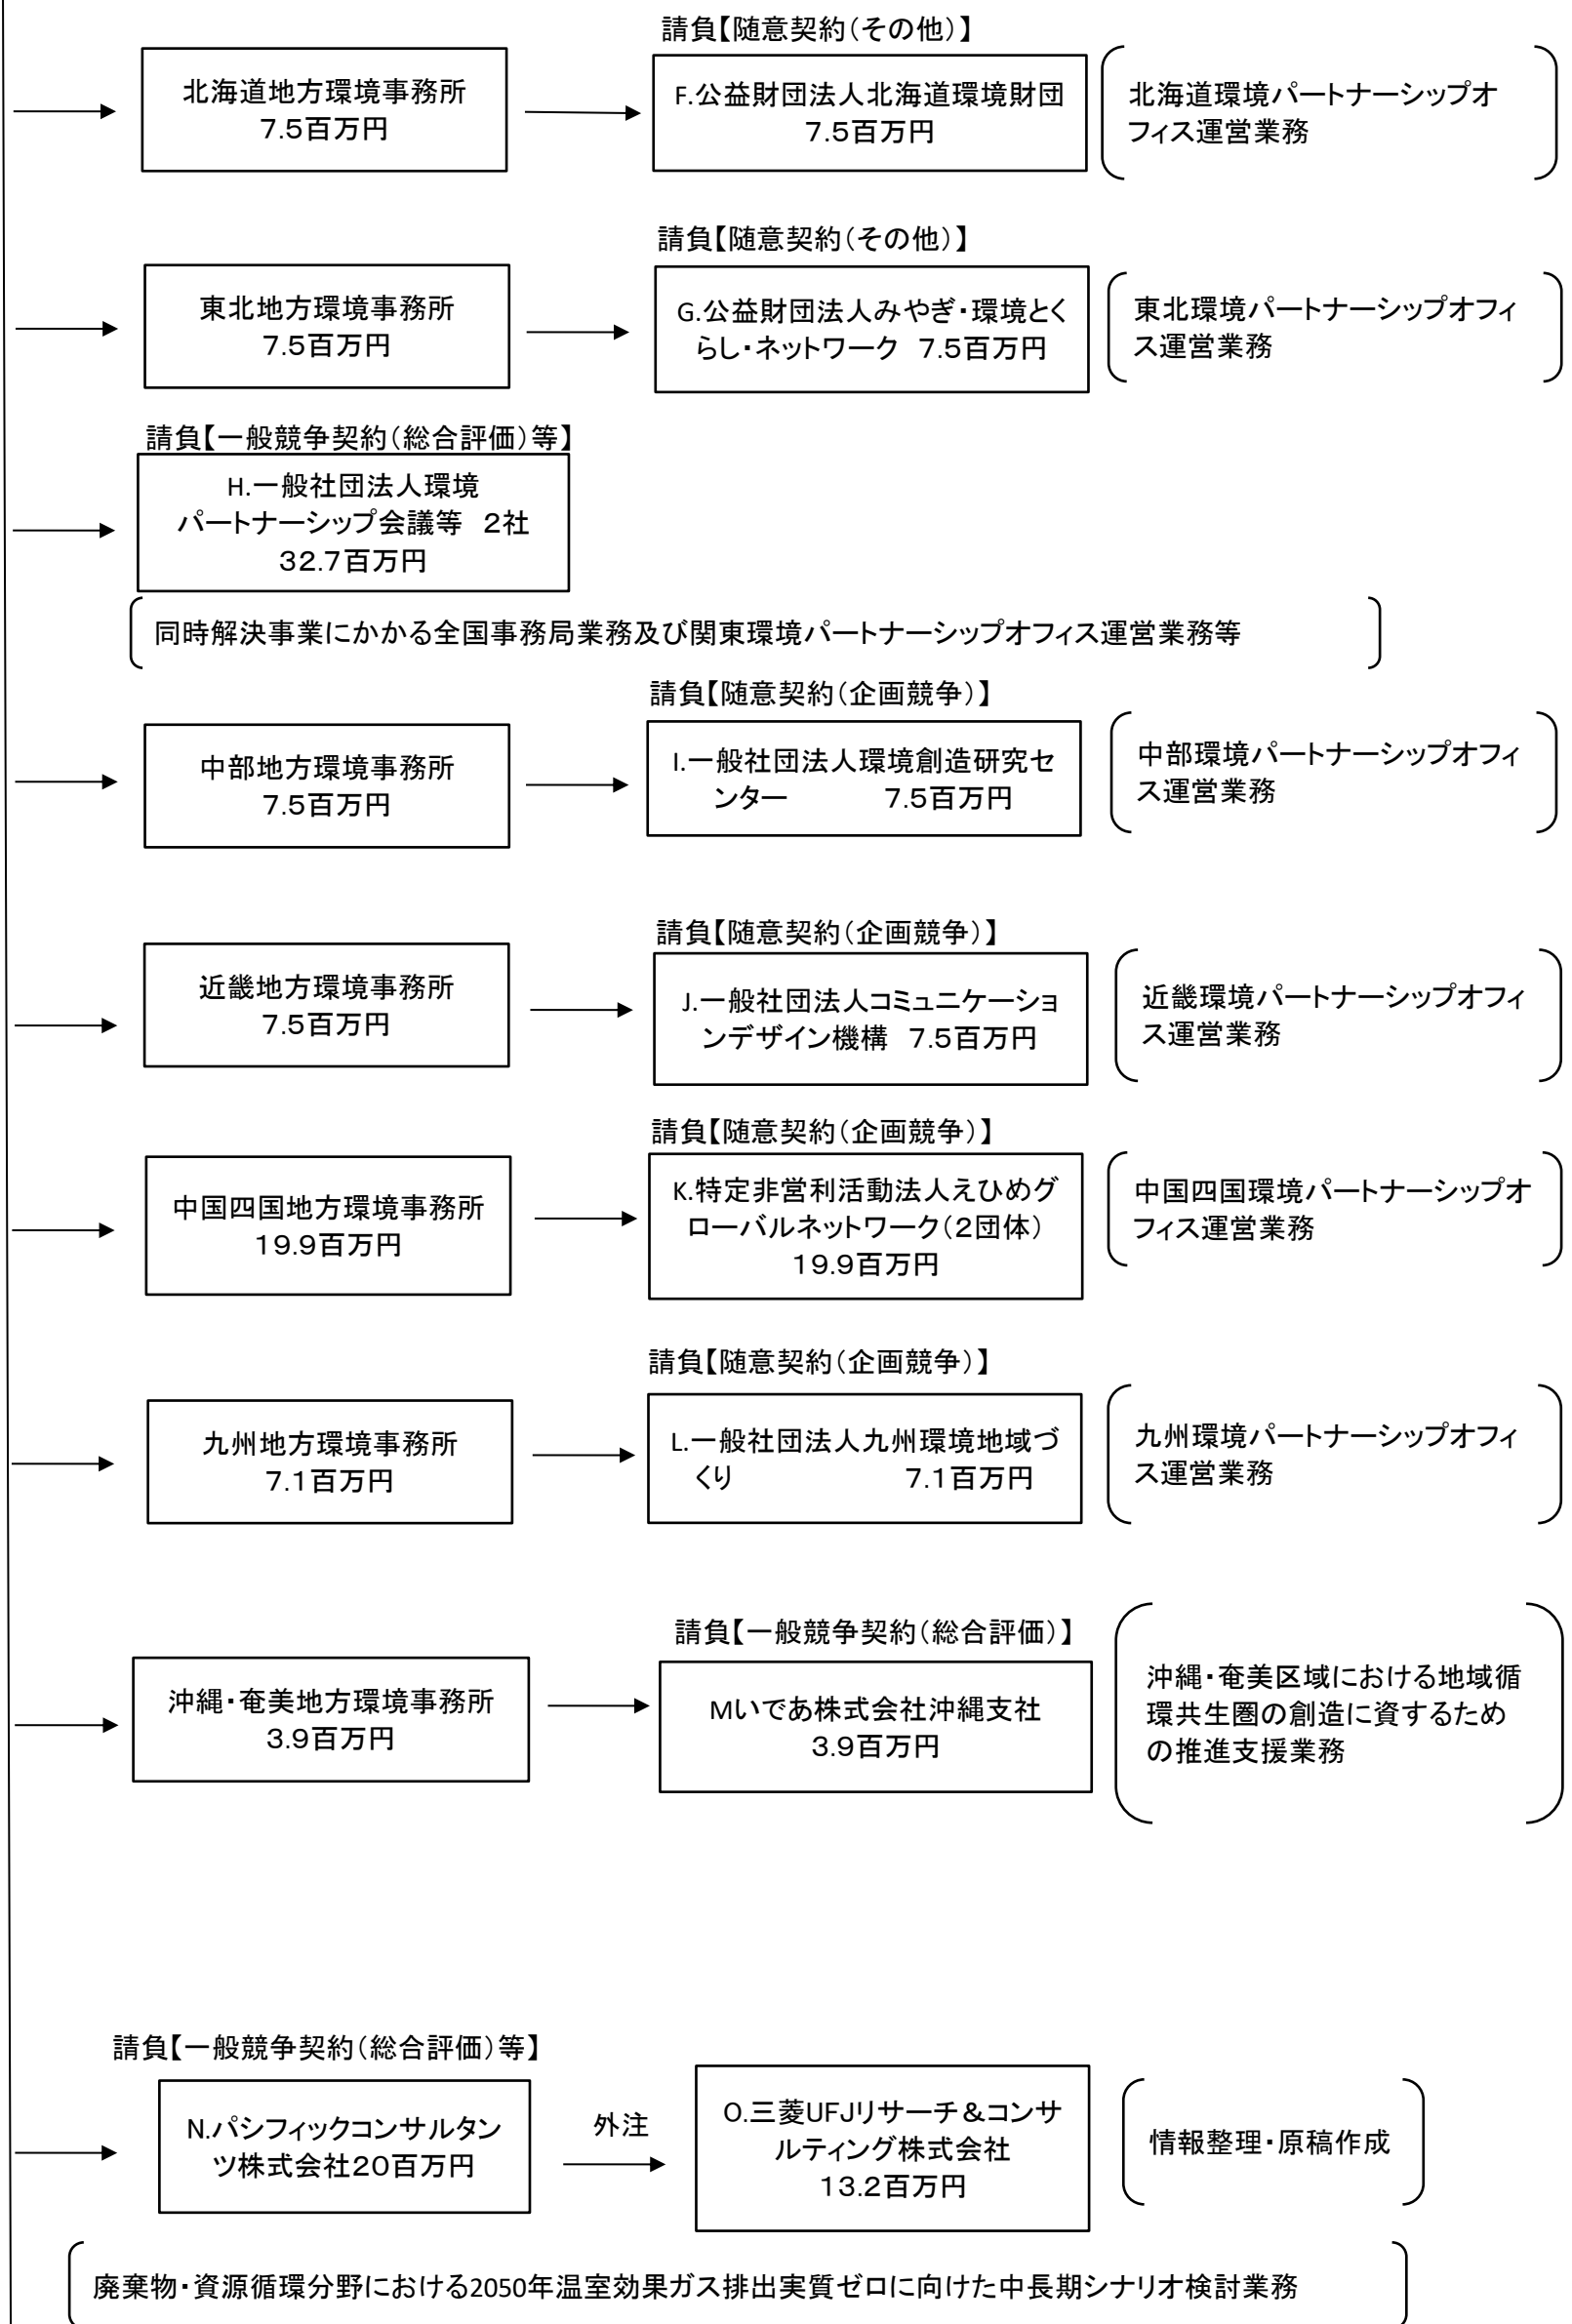 請負【随意契約(その他)】
北海道地方環境事務所
7.5百万円
F.公益財団法人北海道環境財団
7.5百万円
北海道環境パートナーシップオ
フィス運営業務
請負【随意契約(その他)】
東北地方環境事務所
7.5百万円
G.公益財団法人みやぎ・環境とく
らし・ネットワーク 7.5百万円
東北環境パートナーシップオフィ
ス運営業務
請負【一般競争契約(総合評価)等】
H.一般社団法人環境
パートナーシップ会議等 2社
32.7百万円
同時解決事業にかかる全国事務局業務及び関東環境パートナーシップオフィス運営業務等
請負【随意契約(企画競争)】
中部地方環境事務所
7.5百万円
I.一般社団法人環境創造研究セ
ンター 7.5百万円
中部環境パートナーシップオフィ
ス運営業務
請負【随意契約(企画競争)】
近畿地方環境事務所
7.5百万円
J.一般社団法人コミュニケーショ
ンデザイン機構 7.5百万円
近畿環境パートナーシップオフィ
ス運営業務
請負【随意契約(企画競争)】
中国四国地方環境事務所
19.9百万円
K.特定非営利活動法人えひめグ
ローバルネットワーク(2団体)
19.9百万円
中国四国環境パートナーシップオ
フィス運営業務
請負【随意契約(企画競争)】
九州地方環境事務所
7.1百万円
L.一般社団法人九州環境地域づ
くり 7.1百万円
九州環境パートナーシップオフィ
ス運営業務
請負【一般競争契約(総合評価)】
沖縄・奄美地方環境事務所
3.9百万円
Mいであ株式会社沖縄支社
3.9百万円
沖縄・奄美区域における地域循
環共生圏の創造に資するため
の推進支援業務
請負【一般競争契約(総合評価)等】
N.パシフィックコンサルタン
ツ株式会社20百万円
外注
O.三菱UFJリサーチ&コンサ
ルティング株式会社
13.2百万円
情報整理・原稿作成
廃棄物・資源循環分野における2050年温室効果ガス排出実質ゼロに向けた中長期シナリオ検討業務